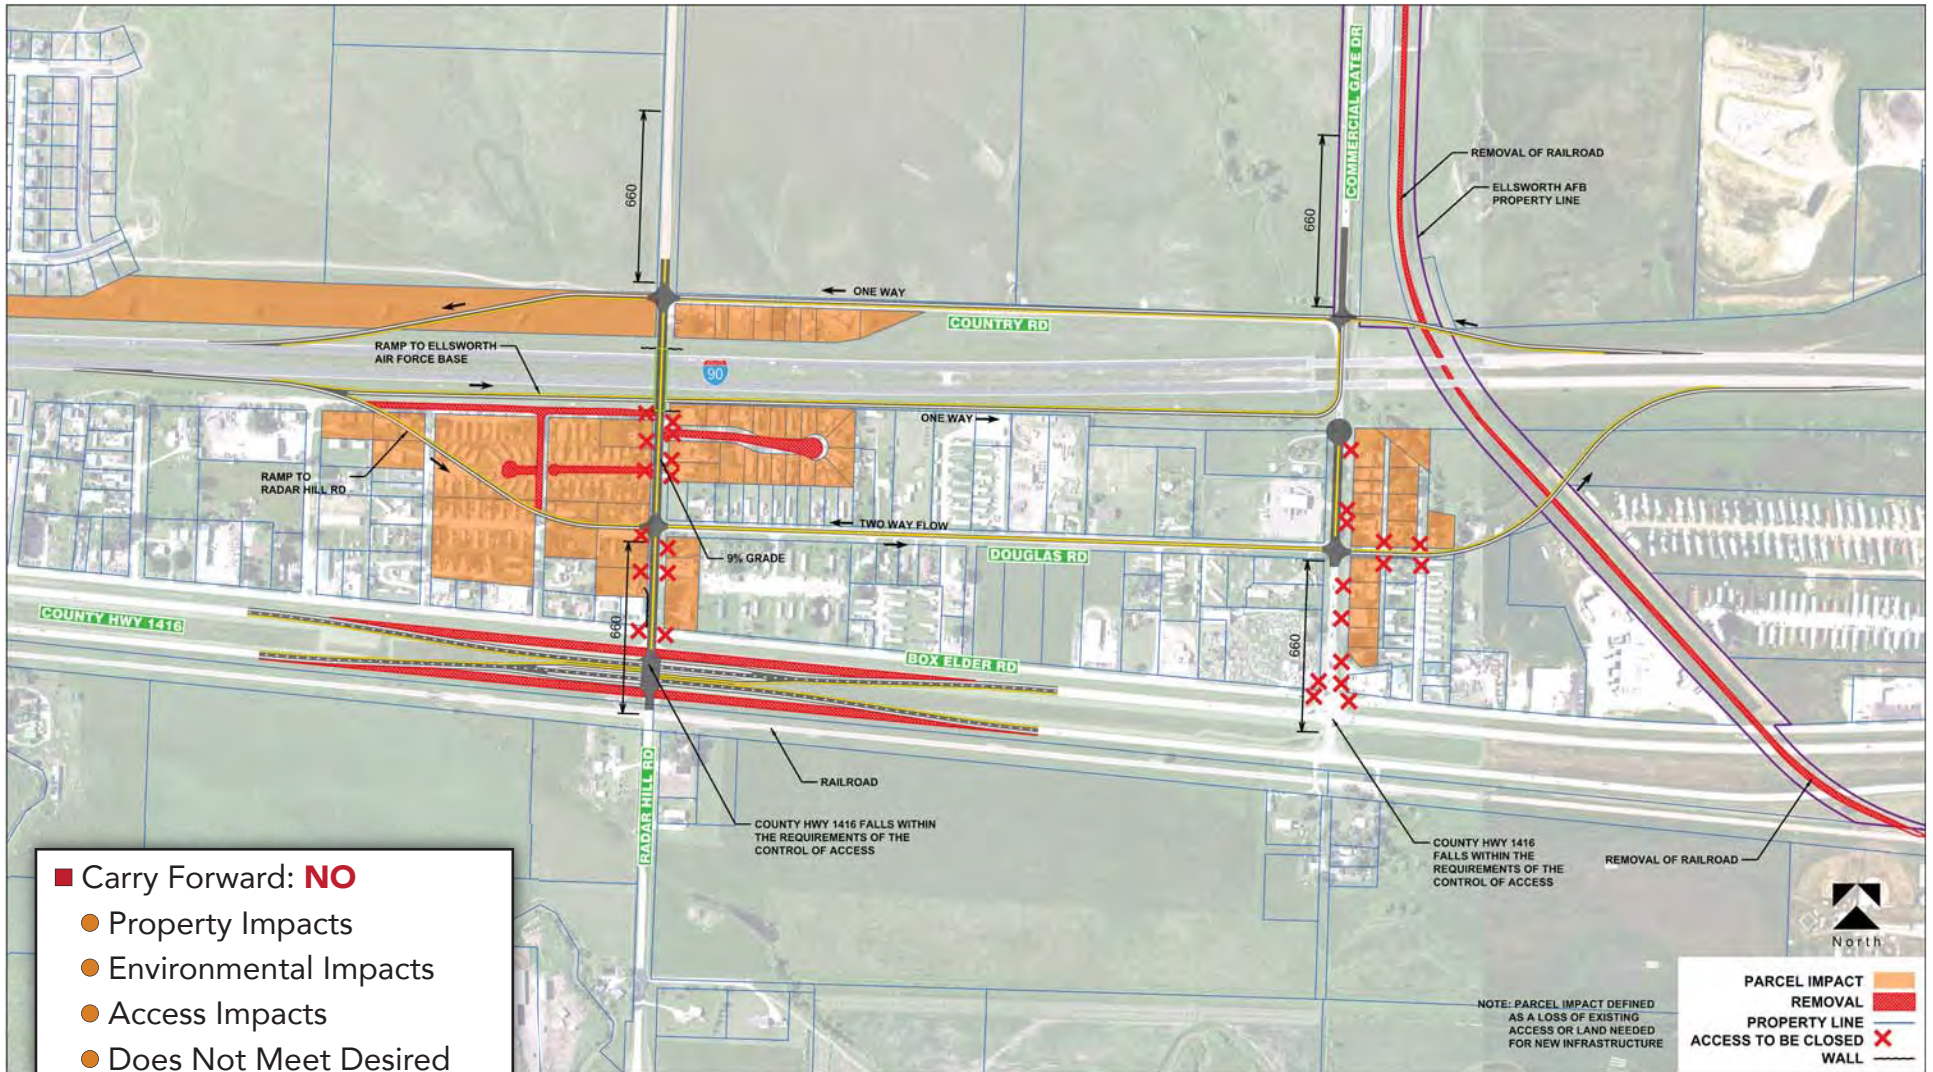 COMMERCIAL GATE DR
REMOVAL OF RAILROAD
ELLSWORTH AFB
PROPERTY LINE
660
660
ONE WAY
COUNTRY RD
RAMP TO ELLSWORTH
AIR FORCE BASE
90
ONE WAY
RAMP TO
RADAR HILL RD
TWO WAY FLOW
DOUGLAS RD
9% GRADE
COUNTY HWY 1416
660
660
BOX ELDER RD
RADAR HILL RD
RAILROAD
COUNTY HWY 1416 FALLS WITHIN
THE REQUIREMENTS OF THE
CONTROL OF ACCESS
COUNTY HWY 1416
FALLS WITHIN THE
REQUIREMENTS OF THE
CONTROL OF ACCESS
REMOVAL OF RAILROAD
Carry Forward: NO
Property Impacts
Environmental Impacts
Access Impacts
Does Not Meet Desired
North
NOTE: PARCEL IMPACT DEFINED
AS A LOSS OF EXISTING
ACCESS OR LAND NEEDED
FOR NEW INFRASTRUCTURE
PARCEL IMPACT
REMOVAL
PROPERTY LINE
ACCESS TO BE CLOSED
WALL